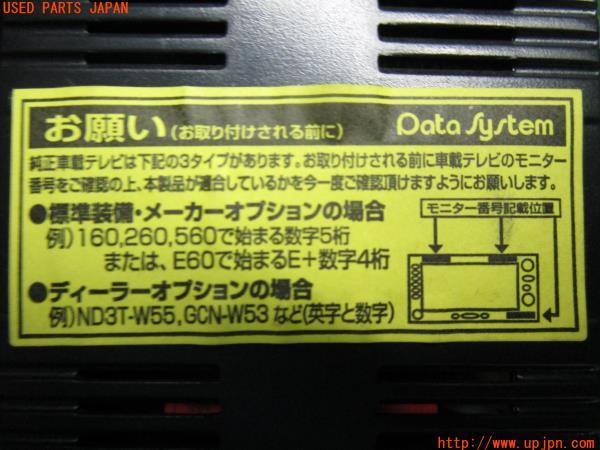 USED PARTS JAPAN
お願い(お取り付けされる前に) Data System
純正車載テレビは下記の3タイプがあります。お取り付けされる前に車載テレビのモニター
番号をご確認の上、本製品が適合しているかを今一度ご確認頂けますようにお願いします。
●標準装備・メーカーオプションの場合
例)160,260,560で始まる数字5桁
または、E60で始まるE+数字4桁
●ディーラーオプションの場合
例)ND3T-W55,GCN-W53 など(英字と数字)
モニター番号記載位置
http://www.upjpn.com/